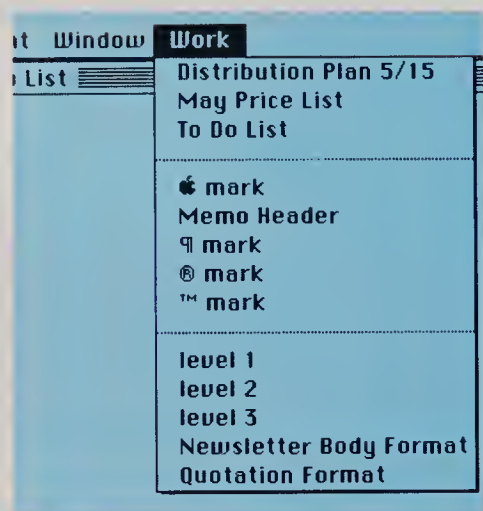 t Window Work
List
Distribution Plan 5/15
May Price List
To Do List
 mark
Memo Header
¶ mark
® mark
™ mark
level 1
level 2
level 3
Newsletter Body Format
Quotation Format